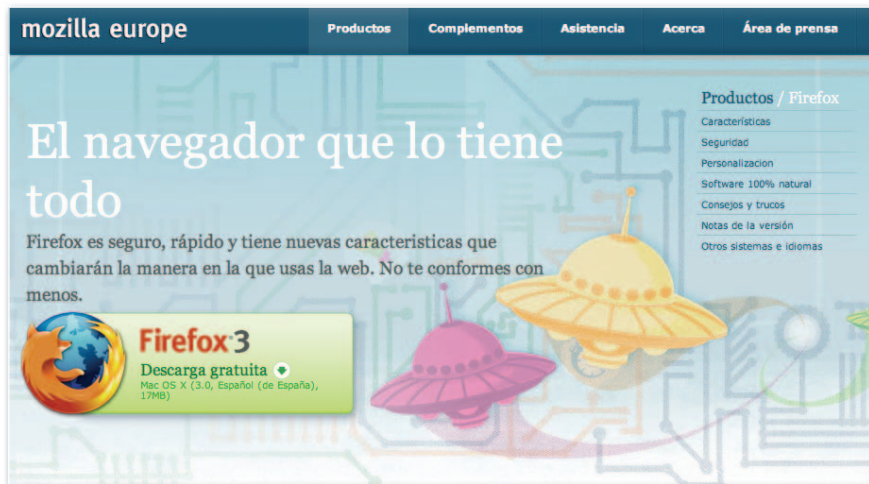 mozilla europe
Productos
Complementos
Asistencia
Acerca
Área de prensa
Productos / Firefox
Características
Seguridad
Personalizacion
Software 100% natural
Consejos y trucos
Notas de la versión
Otros sistemas e idiomas
El navegador que lo tiene
todo
Firefox es seguro, rápido y tiene nuevas caracteristicas que
cambiarán la manera en la que usas la web. No te conformes con
menos.
Firefox 3
Descarga gratuita
Mac OS X (3.0, Español (de España),
17MB)